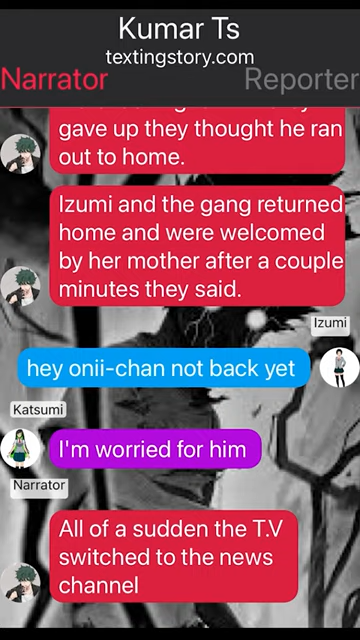 Kumar Ts
textingstory.com
Narrator
Reporter
gave up they thought he ran
out to home.
Izumi and the gang returned
home and were welcomed
by her mother after a couple
minutes they said.
Izumi
hey onii-chan not back yet
Katsumi
I'm worried for him
Narrator
All of a sudden the T.V
switched to the news
channel